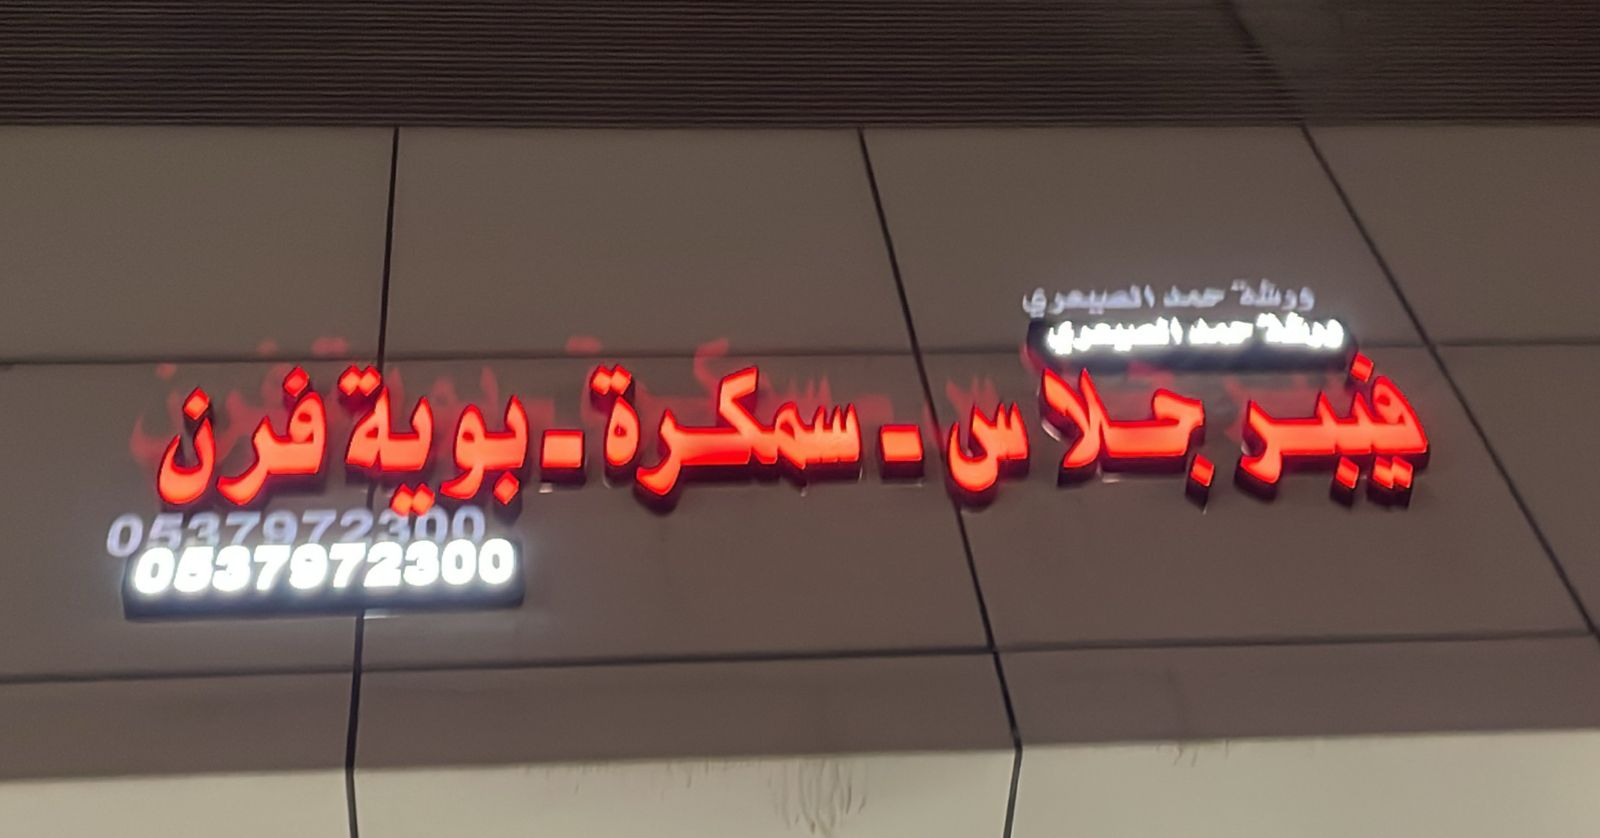 ورشة حمد الصيعري
فيبر جلاس - سمكرة - بوية فرن
0537972300